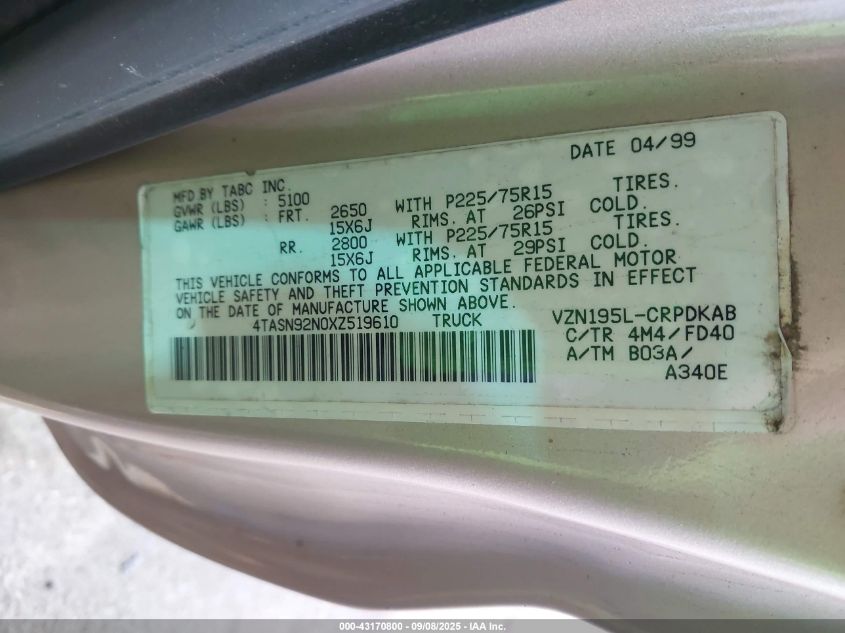 DATE 04/99
MFD BY TABC INC.
GVWR (LBS) : 5100
GAWR (LBS) : FRT. 2650 WITH P225/75R15 TIRES.
15X6J RIMS. AT 26PSI COLD.
RR. 2800 WITH P225/75R15 TIRES.
15X6J RIMS. AT 29PSI COLD.
THIS VEHICLE CONFORMS TO ALL APPLICABLE FEDERAL MOTOR
VEHICLE SAFETY AND THEFT PREVENTION STANDARDS IN EFFECT
ON THE DATE OF MANUFACTURE SHOWN ABOVE.
4TASN92N0XZ519610 TRUCK VZN195L-CRPDKAB
C/TR 4M4/FD40
A/TM B03A/
A340E
000-43170800 - 09/08/2025 - IAA Inc.